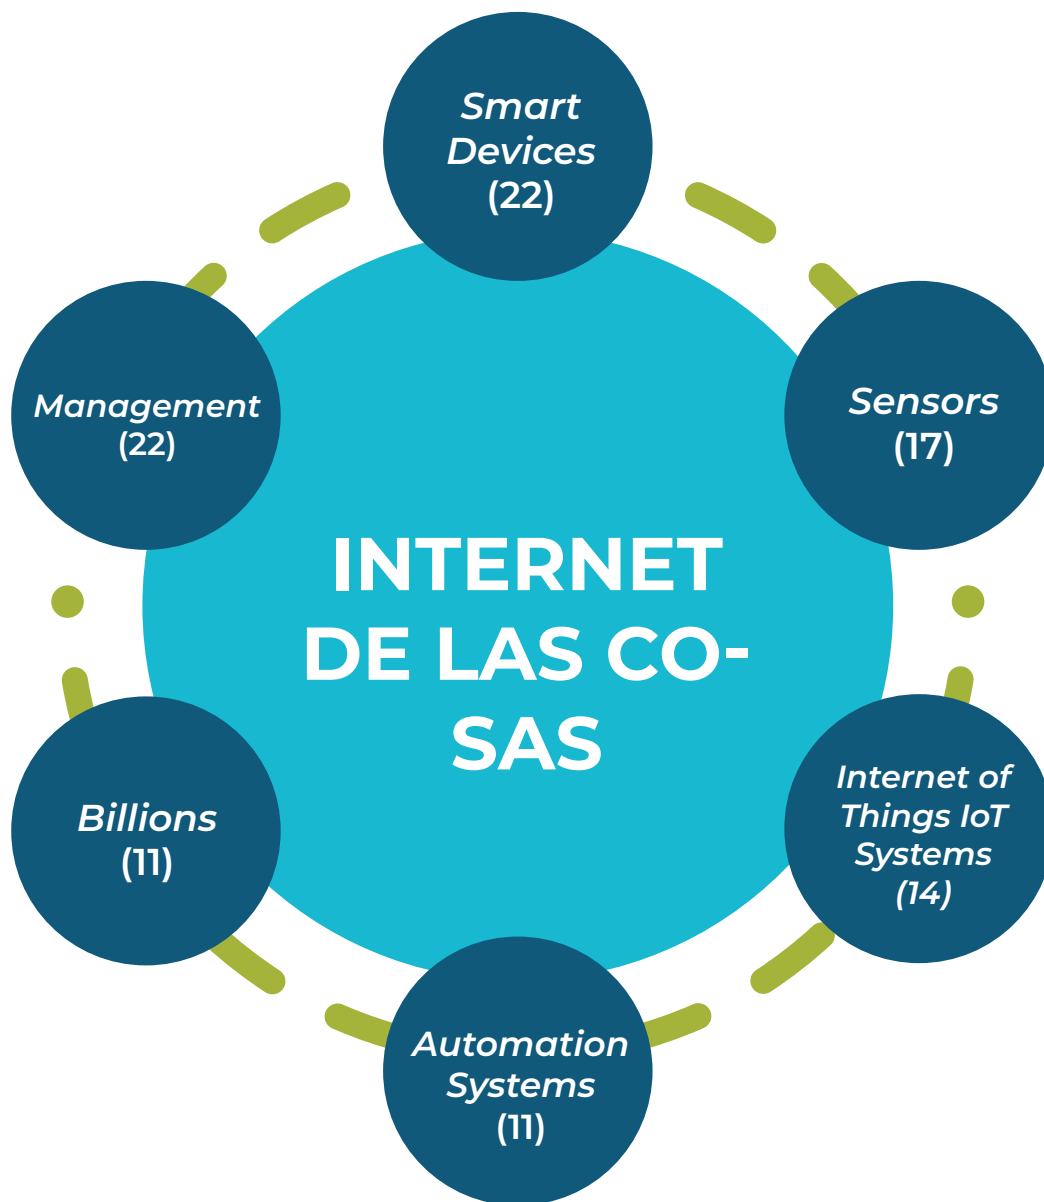 Smart
Devices
(22)
Management
(22)
Sensors
(17)
INTERNET
DE LAS CO-
SAS
Billions
(11)
Internet of
Things IoT
Systems
(14)
Automation
Systems
(11)